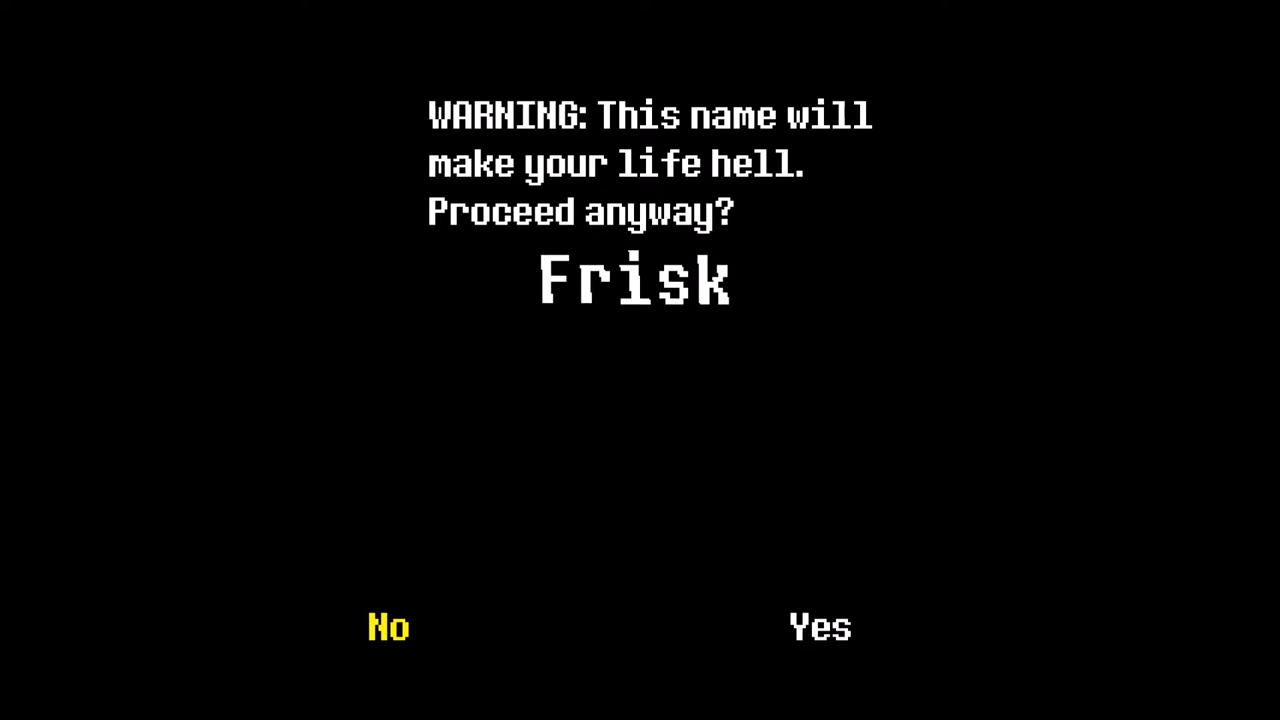 WARNING: This name will
make your life hell.
Proceed anyway?
Frisk
No Yes